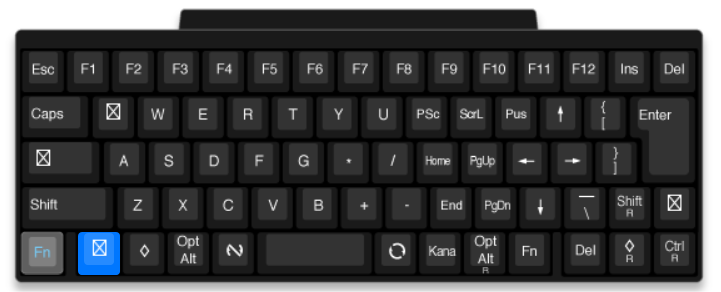 Esc F1 F2 F3 F4 F5 F6 F7 F8 F9 F10 F11 F12 Ins Del
Caps ☒ W E R T Y U PSc ScrL Pus ↑ { [ Enter
☒ A S D F G * / Home PgUp ← → } ]
Shift Z X C V B + - End PgDn ↓ ‾ \ Shift R ☒
Fn ☒ ◊ Opt Alt Kana Opt Alt R Fn Del ◊ R Ctrl R